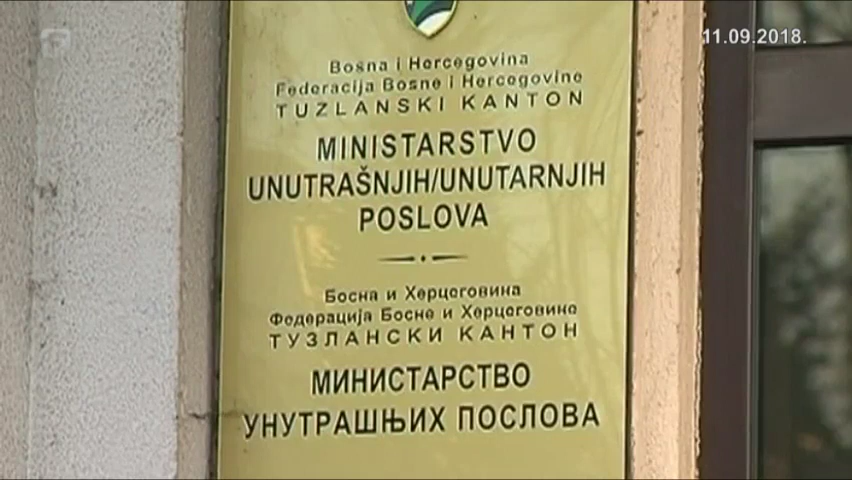 11.09.2018.
Bosna i Hercegovina
Federacija Bosne i Hercegovine
TUZLANSKI KANTON
MINISTARSTVO
UNUTRAŠNJIH/UNUTARNJIH
POSLOVA
Босна и Херцеговина
Федерација Босне и Херцеговине
ТУЗЛАНСКИ КАНТОН
МИНИСТАРСТВО
УНУТРАШЊИХ ПОСЛОВА